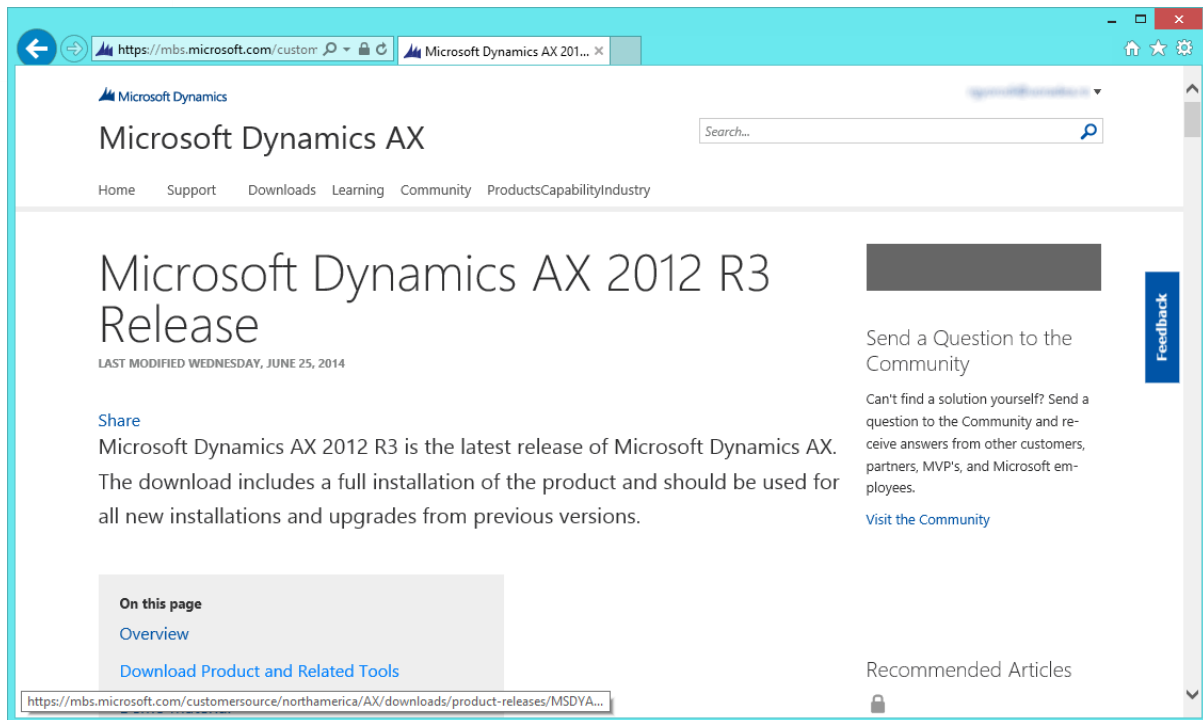 https://mbs.microsoft.com/custom
Microsoft Dynamics AX 201...
Microsoft Dynamics
Microsoft Dynamics AX
Search...
Home Support Downloads Learning Community ProductsCapabilityIndustry
Microsoft Dynamics AX 2012 R3
Release
LAST MODIFIED WEDNESDAY, JUNE 25, 2014
Share
Microsoft Dynamics AX 2012 R3 is the latest release of Microsoft Dynamics AX.
The download includes a full installation of the product and should be used for
all new installations and upgrades from previous versions.
On this page
Overview
Download Product and Related Tools
https://mbs.microsoft.com/customersource/northamerica/AX/downloads/product-releases/MSDYA...
Send a Question to the
Community
Can't find a solution yourself? Send a
question to the Community and re-
ceive answers from other customers,
partners, MVP's, and Microsoft em-
ployees.
Visit the Community
Recommended Articles
Feedback